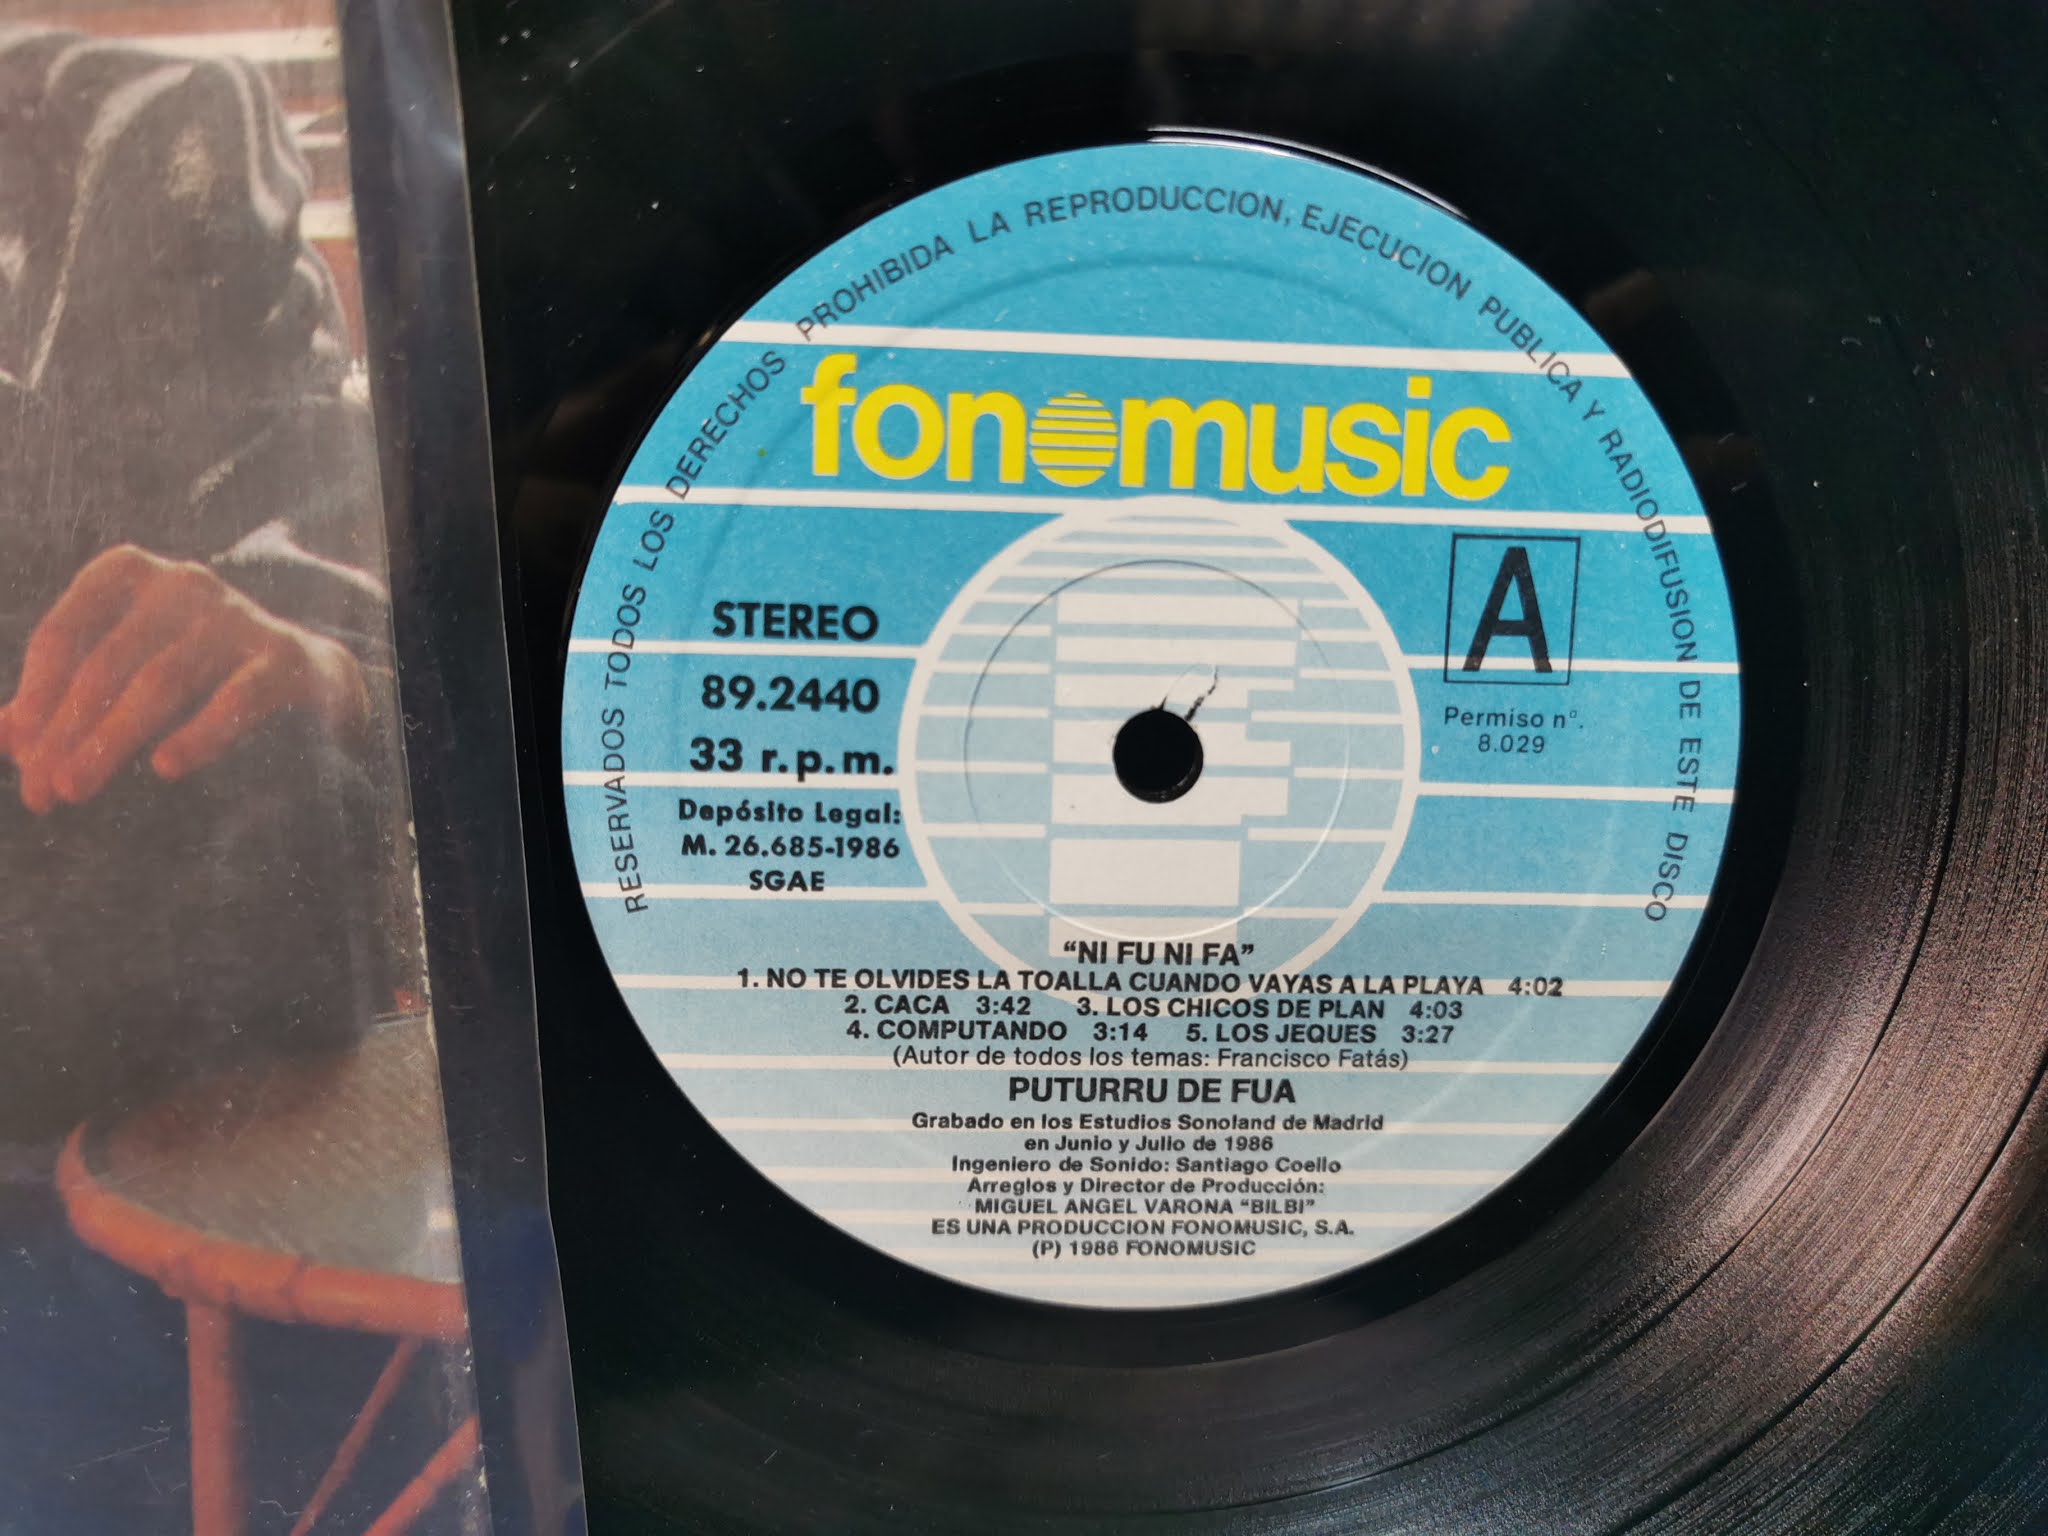 RESERVADOS TODOS LOS DERECHOS PROHIBIDA LA REPRODUCCION, EJECUCION PUBLICA Y RADIODIFUSION DE ESTE DISCO
fonomusic
STEREO
89.2440
33 r.p.m.
Depósito Legal:
M. 26.685-1986
SGAE
A
Permiso nº.
8.029
"NI FU NI FA"
1. NO TE OLVIDES LA TOALLA CUANDO VAYAS A LA PLAYA 4:02
2. CACA 3:42 3. LOS CHICOS DE PLAN 4:03
4. COMPUTANDO 3:14 5. LOS JEQUES 3:27
(Autor de todos los temas: Francisco Fatás)
PUTURRU DE FUA
Grabado en los Estudios Sonoland de Madrid
en Junio y Julio de 1986
Ingeniero de Sonido: Santiago Coello
Arreglos y Director de Producción:
MIGUEL ANGEL VARONA "BILBI"
ES UNA PRODUCCION FONOMUSIC, S.A.
(P) 1986 FONOMUSIC